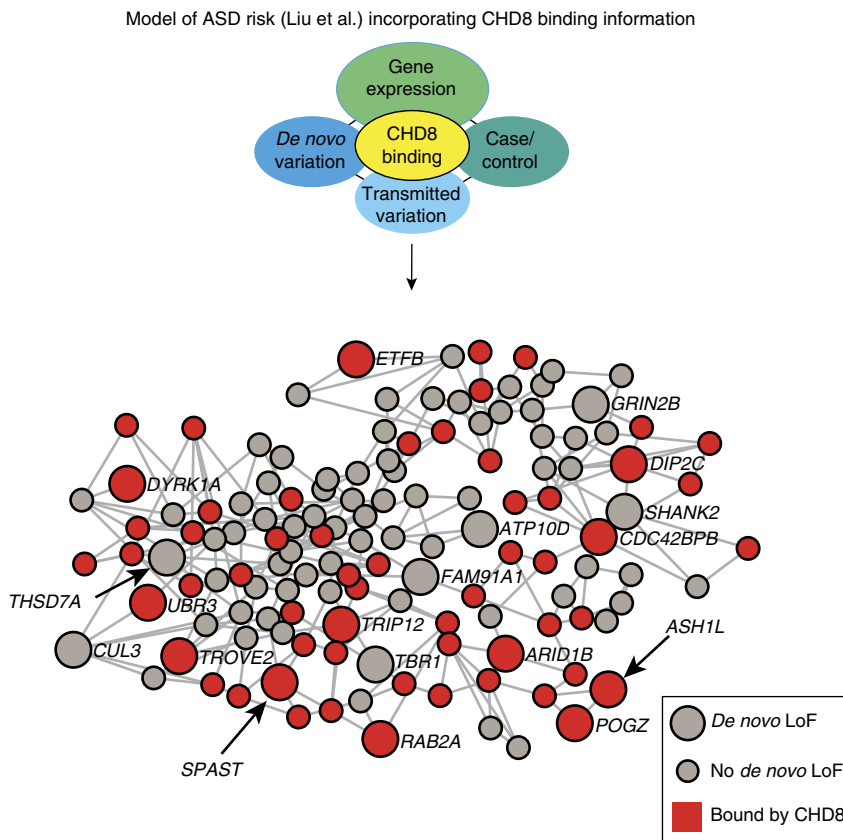 Model of ASD risk (Liu et al.) incorporating CHD8 binding information
Gene
expression
De novo
variation
CHD8
binding
Case/
control
Transmitted
variation
ETFB
GRIN2B
DYRK1A
DIP2C
SHANK2
ATP10D
CDC42BPB
THSD7A
FAM91A1
UBR3
TRIP12
ASH1L
CUL3
TROVE2
TBR1
ARID1B
SPAST
RAB2A
POGZ
De novo LoF
No de novo LoF
Bound by CHD8